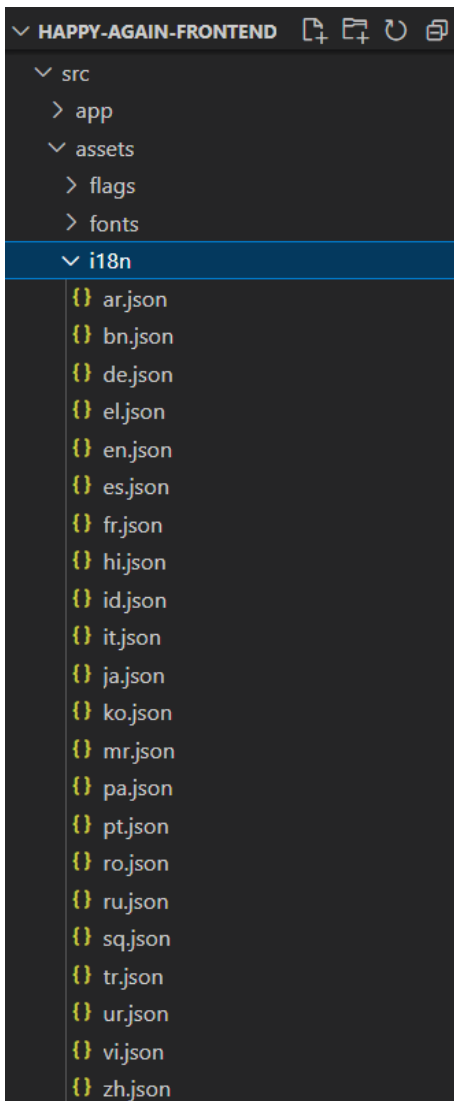 HAPPY-AGAIN-FRONTEND
src
app
assets
flags
fonts
i18n
{} ar.json
{} bn.json
{} de.json
{} el.json
{} en.json
{} es.json
{} fr.json
{} hi.json
{} id.json
{} it.json
{} ja.json
{} ko.json
{} mr.json
{} pa.json
{} pt.json
{} ro.json
{} ru.json
{} sq.json
{} tr.json
{} ur.json
{} vi.json
{} zh.json